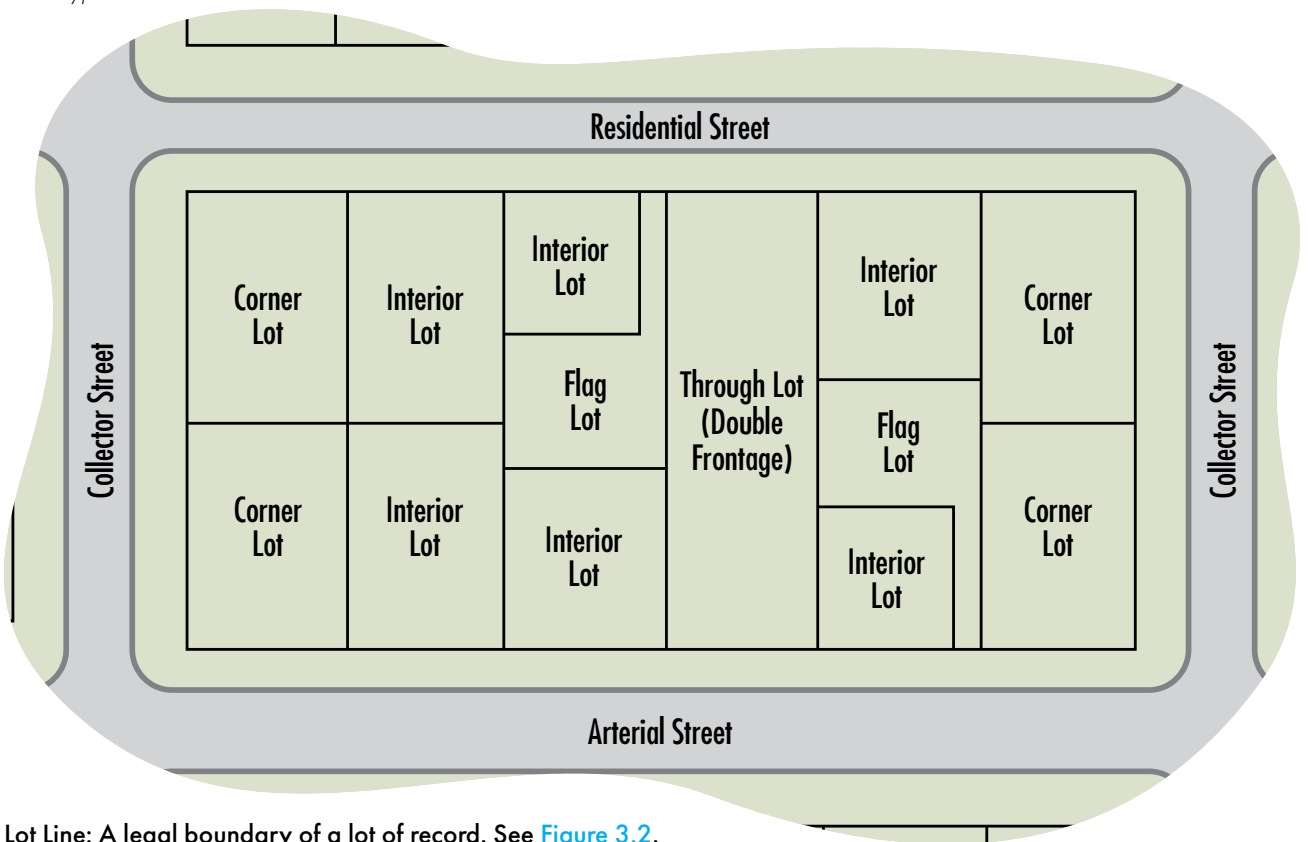 Residential Street
Interior
Lot
Corner
Lot
Interior
Lot
Interior
Lot
Corner
Lot
Flag
Lot
Through Lot
(Double
Frontage)
Flag
Lot
Collector Street
Collector Street
Corner
Lot
Interior
Lot
Interior
Lot
Interior
Lot
Corner
Lot
Arterial Street
Lot Line: A legal boundary of a lot of record. See Figure 3.2.